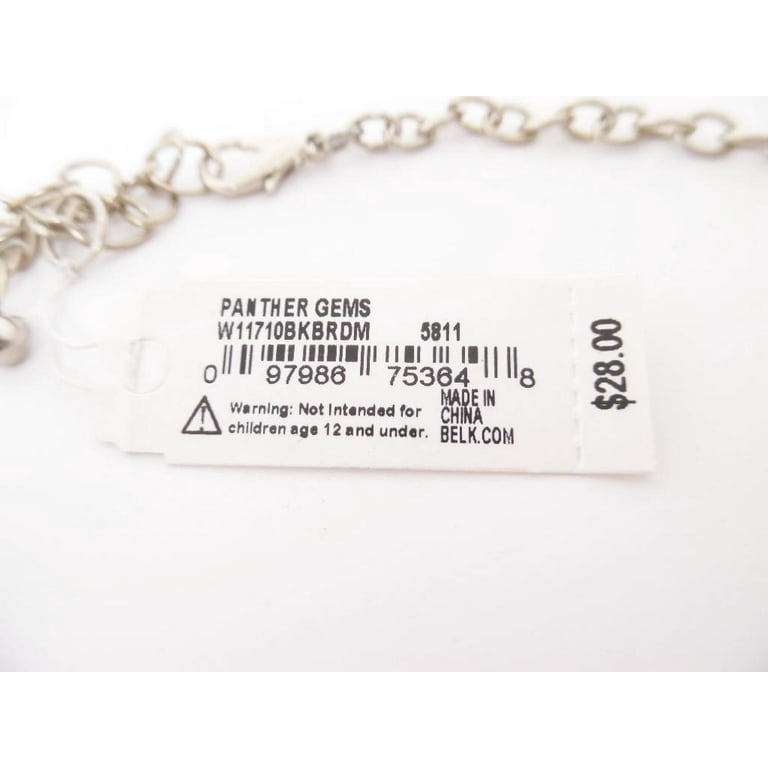 PANTHER GEMS
W11710BKBRDM 5811
0 97986 75364 8
Warning: Not Intended for
children age 12 and under.
MADE IN
CHINA
BELK.COM
$28.00